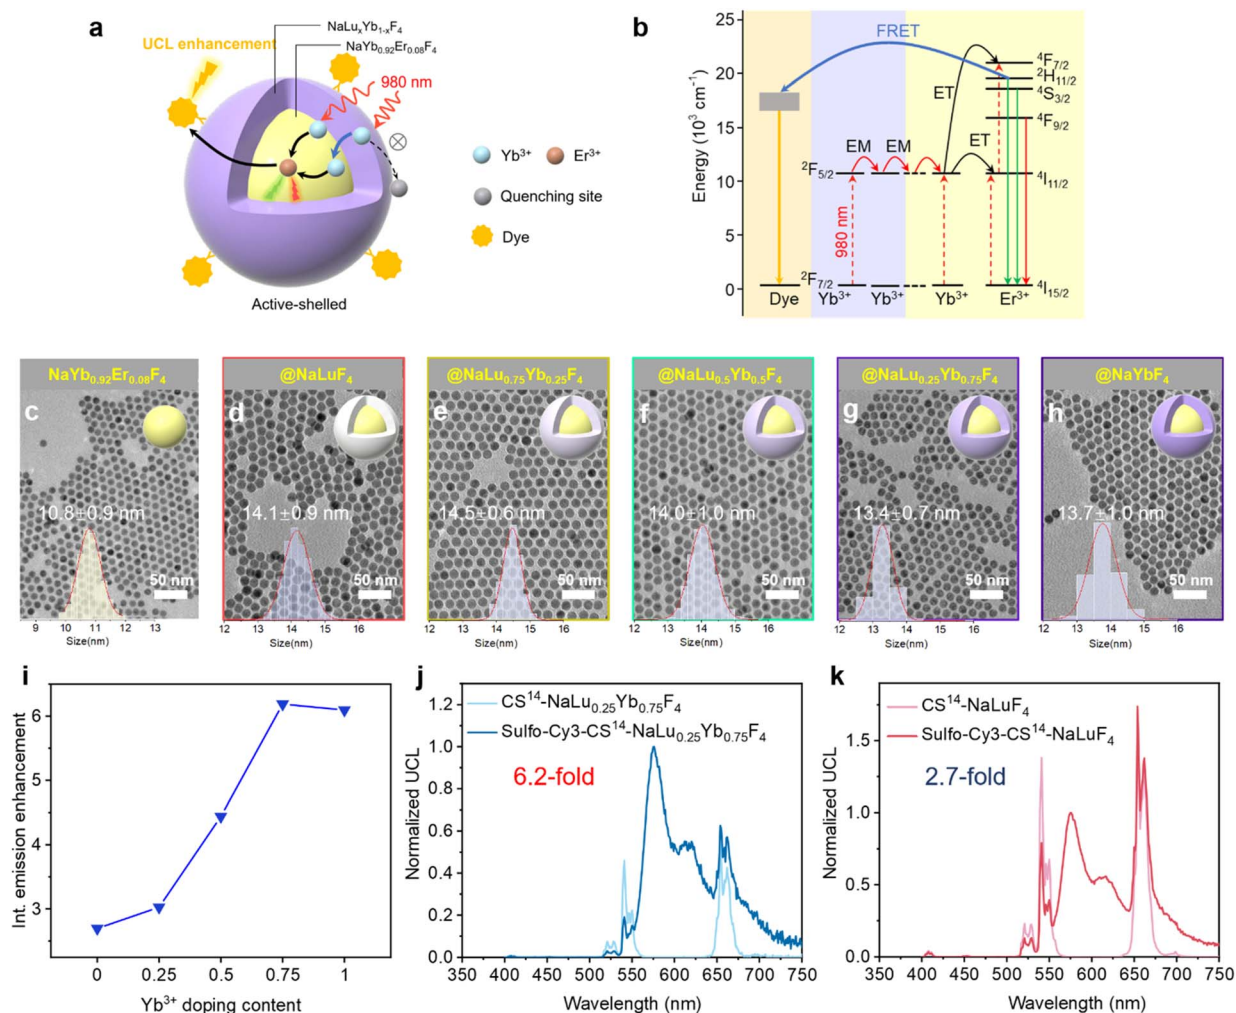 a
NaLuₓYb₁₋ₓF₄
NaYb₀.₉₂Er₀.₀₈F₄
UCL enhancement
980 nm
Yb³⁺
Er³⁺
Quenching site
Dye
Active-shelled
b
Energy (10³ cm⁻¹)
25
20
15
10
5
0
FRET
ET
ET
EM
EM
980 nm
²F₅/₂
²F₇/₂
⁴F₇/₂
²H₁₁/₂
⁴S₃/₂
⁴F₉/₂
⁴I₁₁/₂
⁴I₁₅/₂
Dye
Yb³⁺
Yb³⁺
Yb³⁺
Er³⁺
NaYb₀.₉₂Er₀.₀₈F₄
c
10.8±0.9 nm
50 nm
9 10 11 12 13
Size(nm)
@NaLuF₄
d
14.1±0.9 nm
50 nm
12 13 14 15 16
Size(nm)
@NaLu₀.₇₅Yb₀.₂₅F₄
e
14.5±0.6 nm
50 nm
12 13 14 15 16
Size(nm)
@NaLu₀.₅Yb₀.₅F₄
f
14.0±1.0 nm
50 nm
12 13 14 15 16
Size(nm)
@NaLu₀.₂₅Yb₀.₇₅F₄
g
13.4±0.7 nm
50 nm
12 13 14 15 16
Size(nm)
@NaYbF₄
h
13.7±1.0 nm
50 nm
12 13 14 15 16
Size(nm)
i
Int. emission enhancement
6
5
4
3
0 0.25 0.5 0.75 1
Yb³⁺ doping content
j
CS¹⁴-NaLu₀.₂₅Yb₀.₇₅F₄
Sulfo-Cy3-CS¹⁴-NaLu₀.₂₅Yb₀.₇₅F₄
6.2-fold
Normalized UCL
1.2
1.0
0.8
0.6
0.4
0.2
0.0
350 400 450 500 550 600 650 700 750
Wavelength (nm)
k
CS¹⁴-NaLuF₄
Sulfo-Cy3-CS¹⁴-NaLuF₄
2.7-fold
Normalized UCL
1.5
1.0
0.5
0.0
350 400 450 500 550 600 650 700 750
Wavelength (nm)